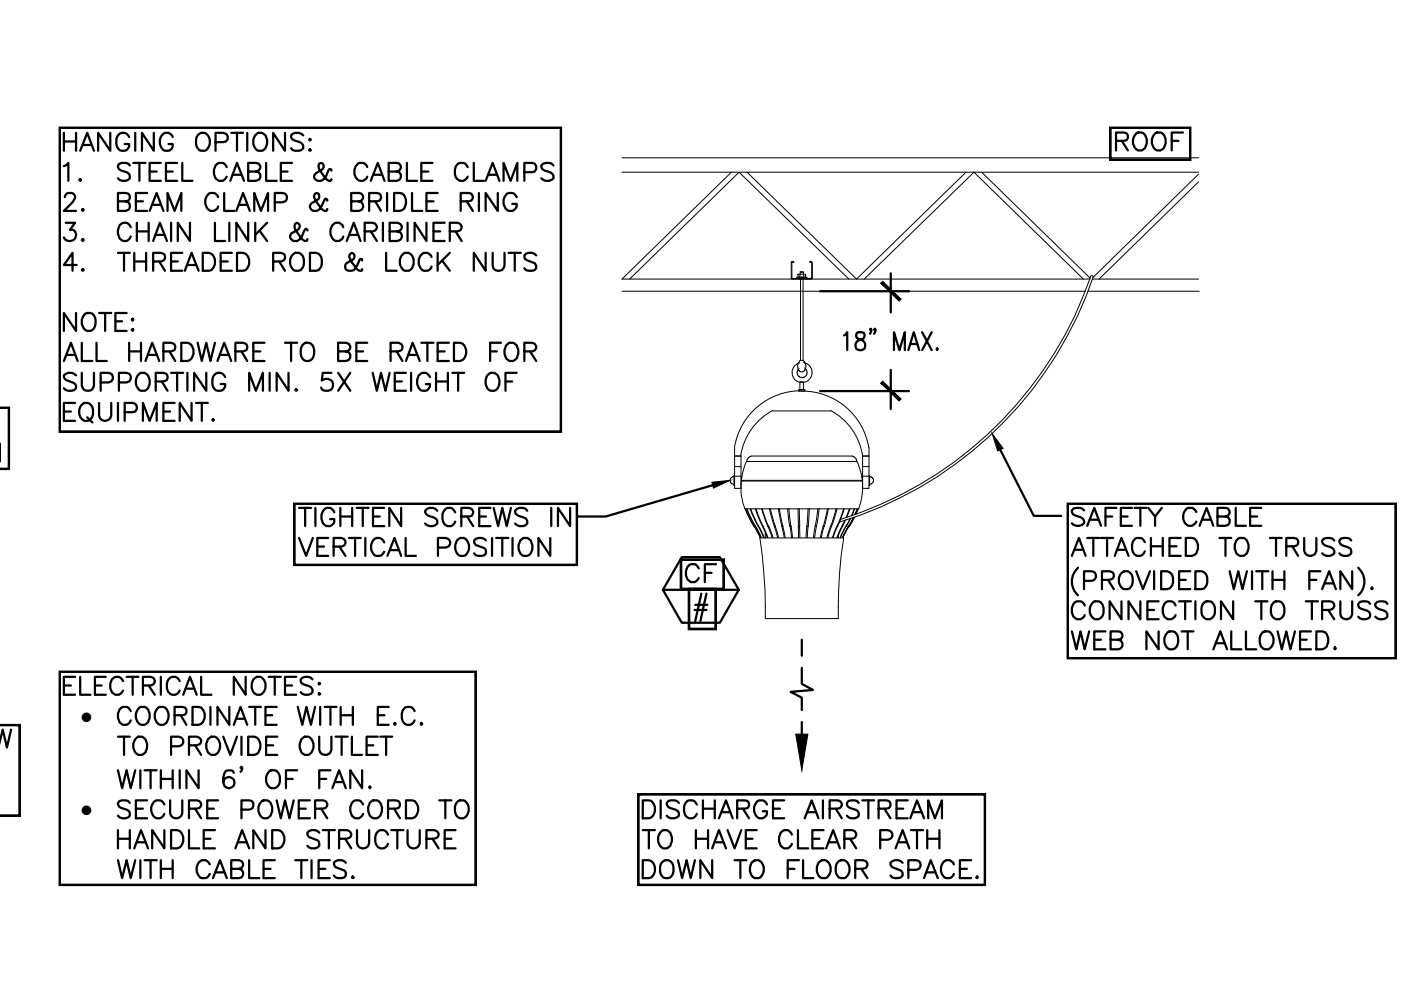 HANGING OPTIONS:
1. STEEL CABLE & CABLE CLAMPS
2. BEAM CLAMP & BRIDLE RING
3. CHAIN LINK & CARIBINER
4. THREADED ROD & LOCK NUTS
NOTE:
ALL HARDWARE TO BE RATED FOR
SUPPORTING MIN. 5X WEIGHT OF
EQUIPMENT.
ROOF
18" MAX.
TIGHTEN SCREWS IN
VERTICAL POSITION
CF
#
SAFETY CABLE
ATTACHED TO TRUSS
(PROVIDED WITH FAN).
CONNECTION TO TRUSS
WEB NOT ALLOWED.
ELECTRICAL NOTES:
• COORDINATE WITH E.C.
TO PROVIDE OUTLET
WITHIN 6' OF FAN.
• SECURE POWER CORD TO
HANDLE AND STRUCTURE
WITH CABLE TIES.
DISCHARGE AIRSTREAM
TO HAVE CLEAR PATH
DOWN TO FLOOR SPACE.